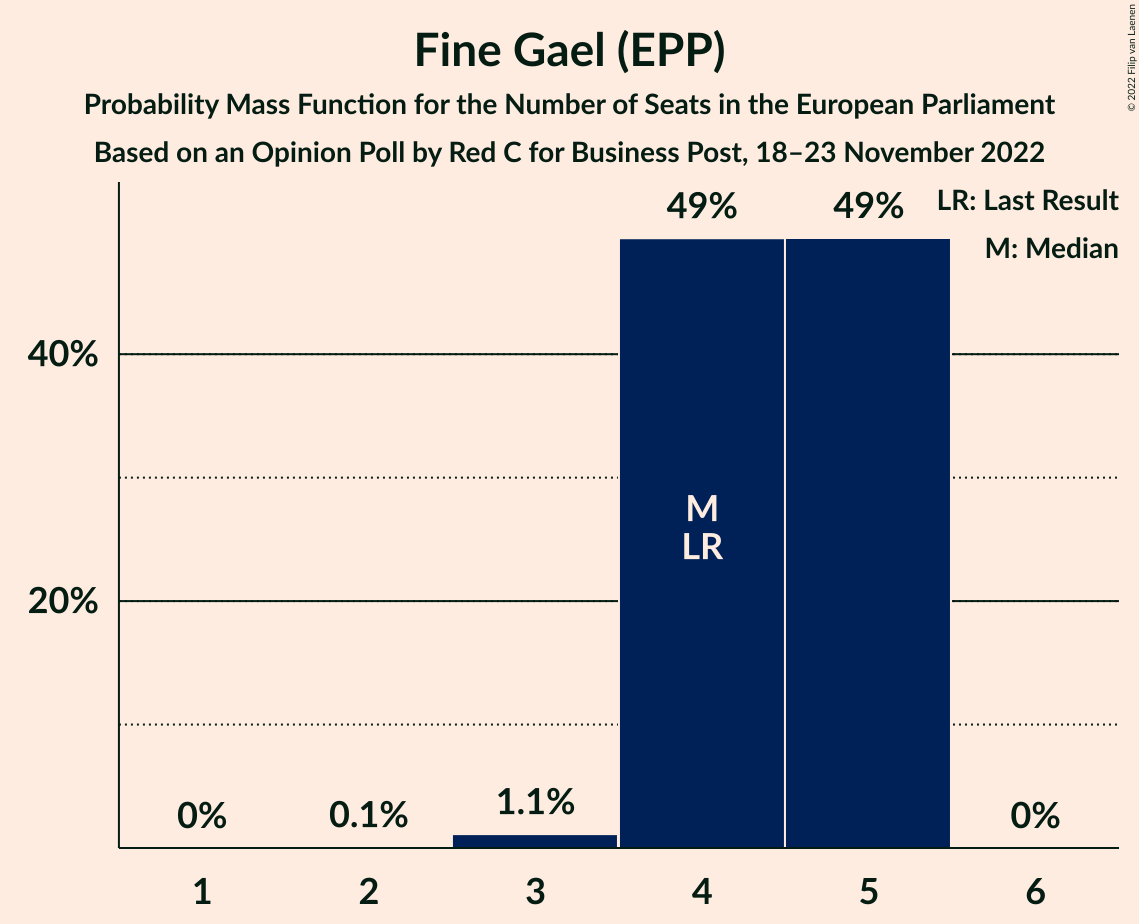 Fine Gael (EPP)
Probability Mass Function for the Number of Seats in the European Parliament
Based on an Opinion Poll by Red C for Business Post, 18–23 November 2022
© 2022 Filip van Laenen
LR: Last Result
M: Median
49%
49%
40%
20%
M
LR
0%
0.1%
1.1%
0%
1
2
3
4
5
6